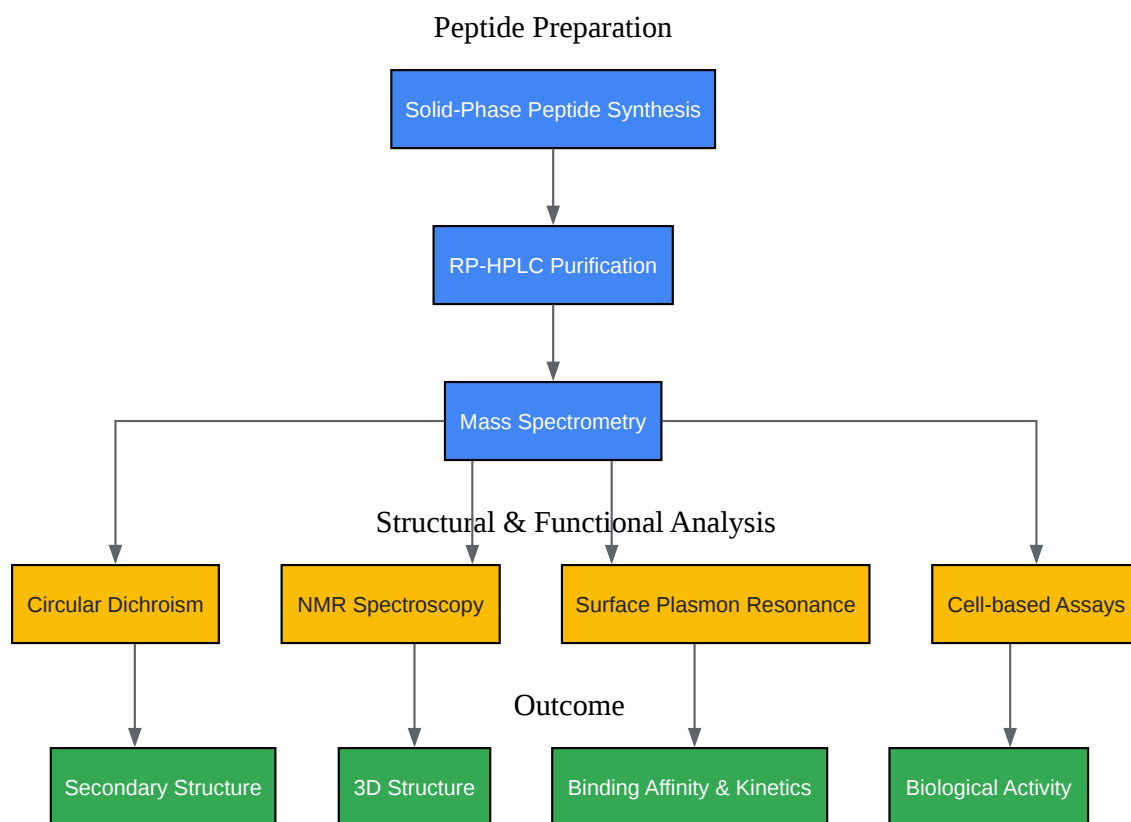 Peptide Preparation
Solid-Phase Peptide Synthesis
RP-HPLC Purification
Mass Spectrometry
Structural & Functional Analysis
Circular Dichroism
NMR Spectroscopy
Surface Plasmon Resonance
Cell-based Assays
Outcome
Secondary Structure
3D Structure
Binding Affinity & Kinetics
Biological Activity